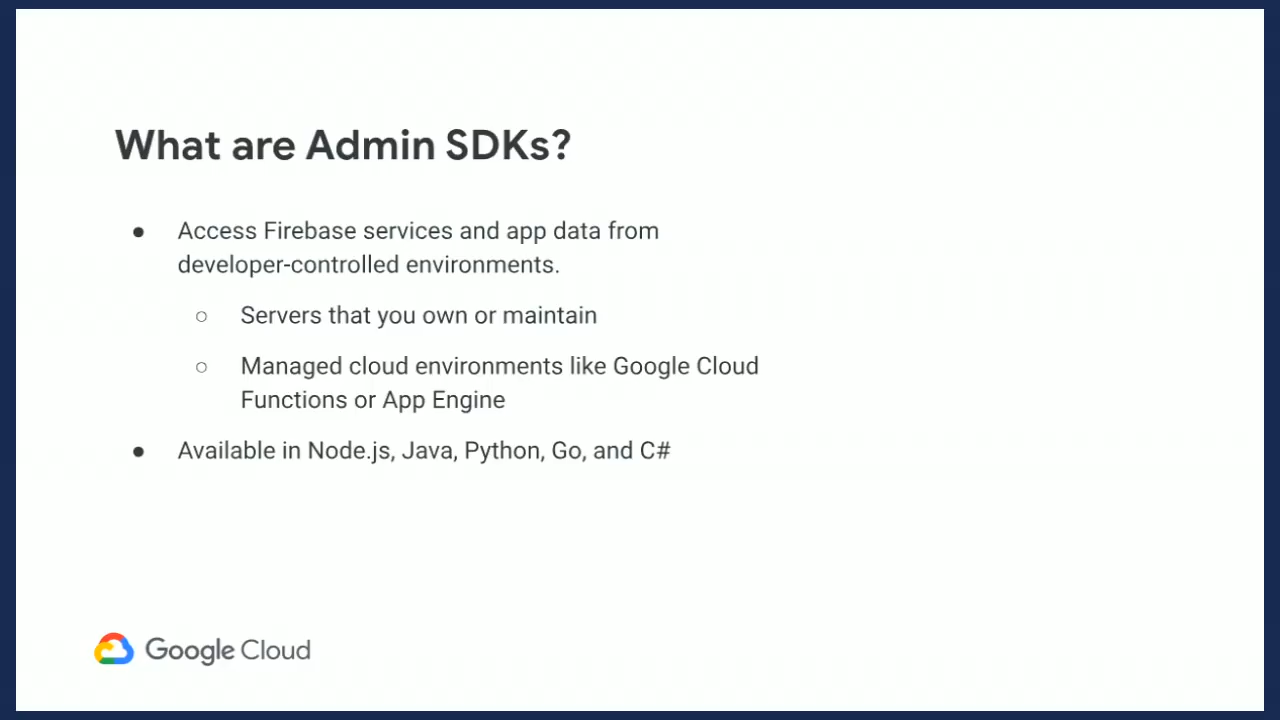 What are Admin SDKs?
● Access Firebase services and app data from
developer-controlled environments.
○ Servers that you own or maintain
○ Managed cloud environments like Google Cloud
Functions or App Engine
● Available in Node.js, Java, Python, Go, and C#
Google Cloud